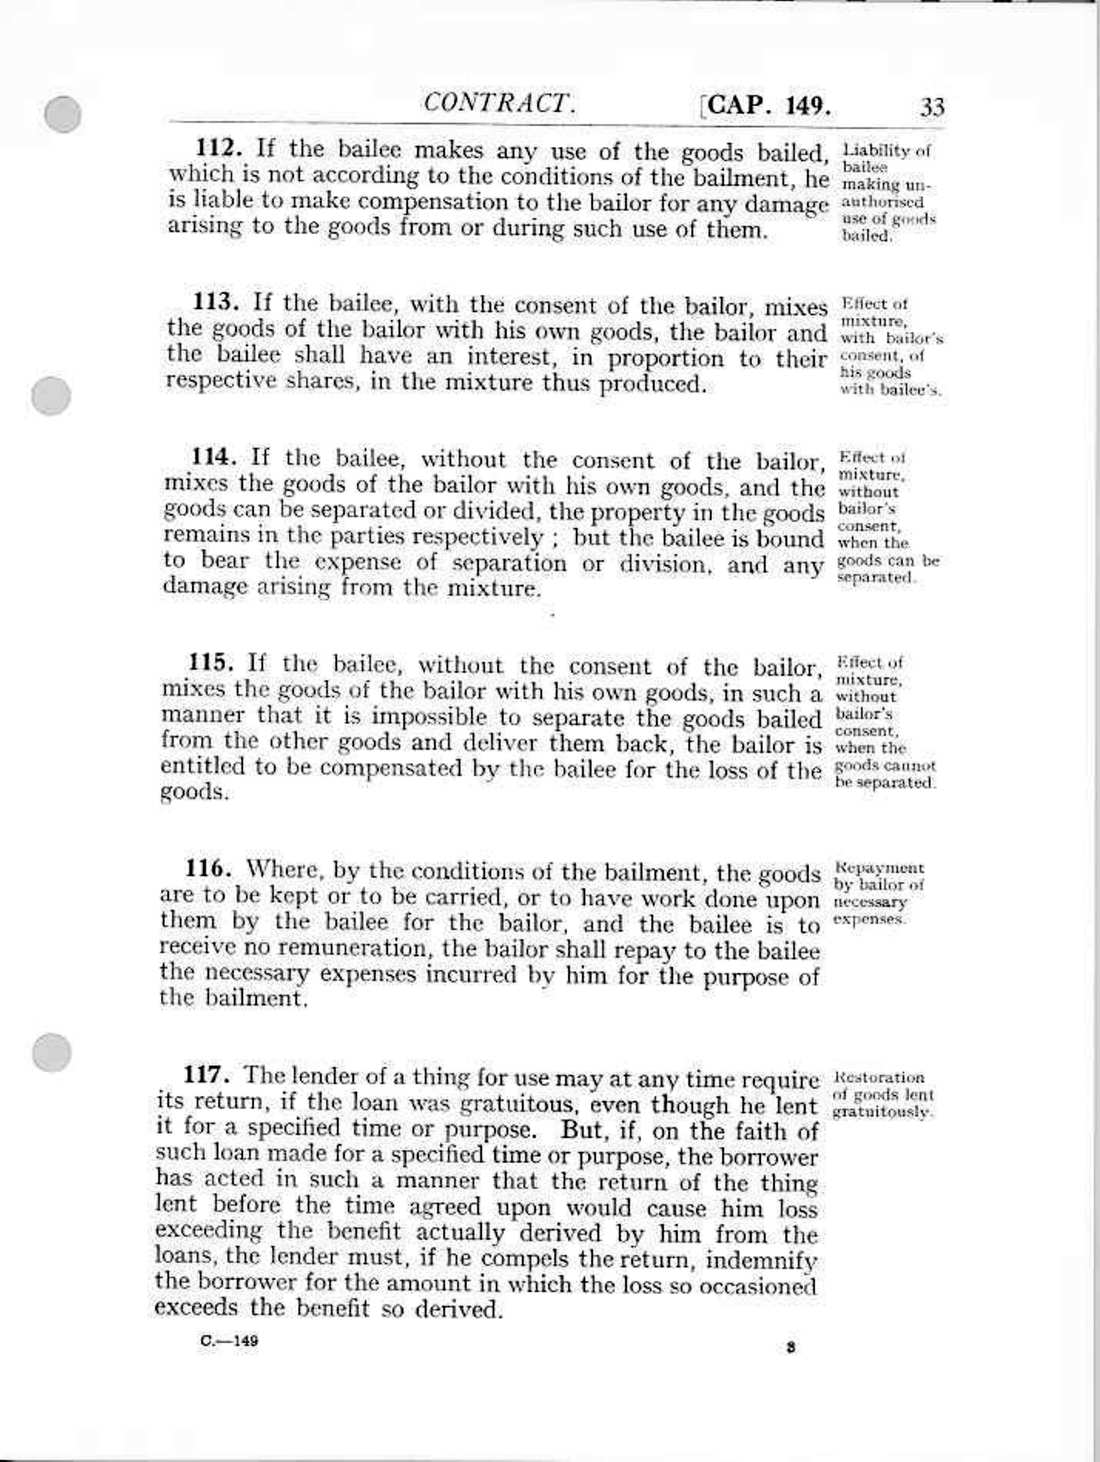 CONTRACT. [CAP. 149. 33
112. If the bailee makes any use of the goods bailed,
which is not according to the conditions of the bailment, he
is liable to make compensation to the bailor for any damage
arising to the goods from or during such use of them.
Liability of
bailee
making un-
authorised
use of goods
bailed.
113. If the bailee, with the consent of the bailor, mixes
the goods of the bailor with his own goods, the bailor and
the bailee shall have an interest, in proportion to their
respective shares, in the mixture thus produced.
Effect of
mixture,
with bailor's
consent, of
his goods
with bailee's.
114. If the bailee, without the consent of the bailor,
mixes the goods of the bailor with his own goods, and the
goods can be separated or divided, the property in the goods
remains in the parties respectively ; but the bailee is bound
to bear the expense of separation or division, and any
damage arising from the mixture.
Effect of
mixture,
without
bailor's
consent,
when the
goods can be
separated.
115. If the bailee, without the consent of the bailor,
mixes the goods of the bailor with his own goods, in such a
manner that it is impossible to separate the goods bailed
from the other goods and deliver them back, the bailor is
entitled to be compensated by the bailee for the loss of the
goods.
Effect of
mixture,
without
bailor's
consent,
when the
goods cannot
be separated.
116. Where, by the conditions of the bailment, the goods
are to be kept or to be carried, or to have work done upon
them by the bailee for the bailor, and the bailee is to
receive no remuneration, the bailor shall repay to the bailee
the necessary expenses incurred by him for the purpose of
the bailment.
Repayment
by bailor of
necessary
expenses.
117. The lender of a thing for use may at any time require
its return, if the loan was gratuitous, even though he lent
it for a specified time or purpose. But, if, on the faith of
such loan made for a specified time or purpose, the borrower
has acted in such a manner that the return of the thing
lent before the time agreed upon would cause him loss
exceeding the benefit actually derived by him from the
loans, the lender must, if he compels the return, indemnify
the borrower for the amount in which the loss so occasioned
exceeds the benefit so derived.
Restoration
of goods lent
gratuitously.
C.—149 3